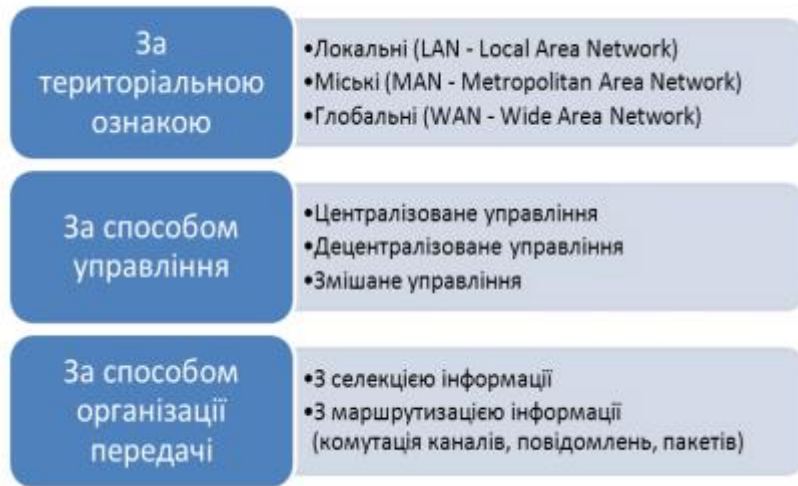 За
територіальною
ознакою
•Локальні (LAN - Local Area Network)
•Міські (MAN - Metropolitan Area Network)
•Глобальні (WAN - Wide Area Network)
За способом
управління
•Централізоване управління
•Децентралізоване управління
•Змішане управління
За способом
організації
передачі
•З селекцією інформації
•З маршрутизацією інформації
(комутація каналів, повідомлень, пакетів)